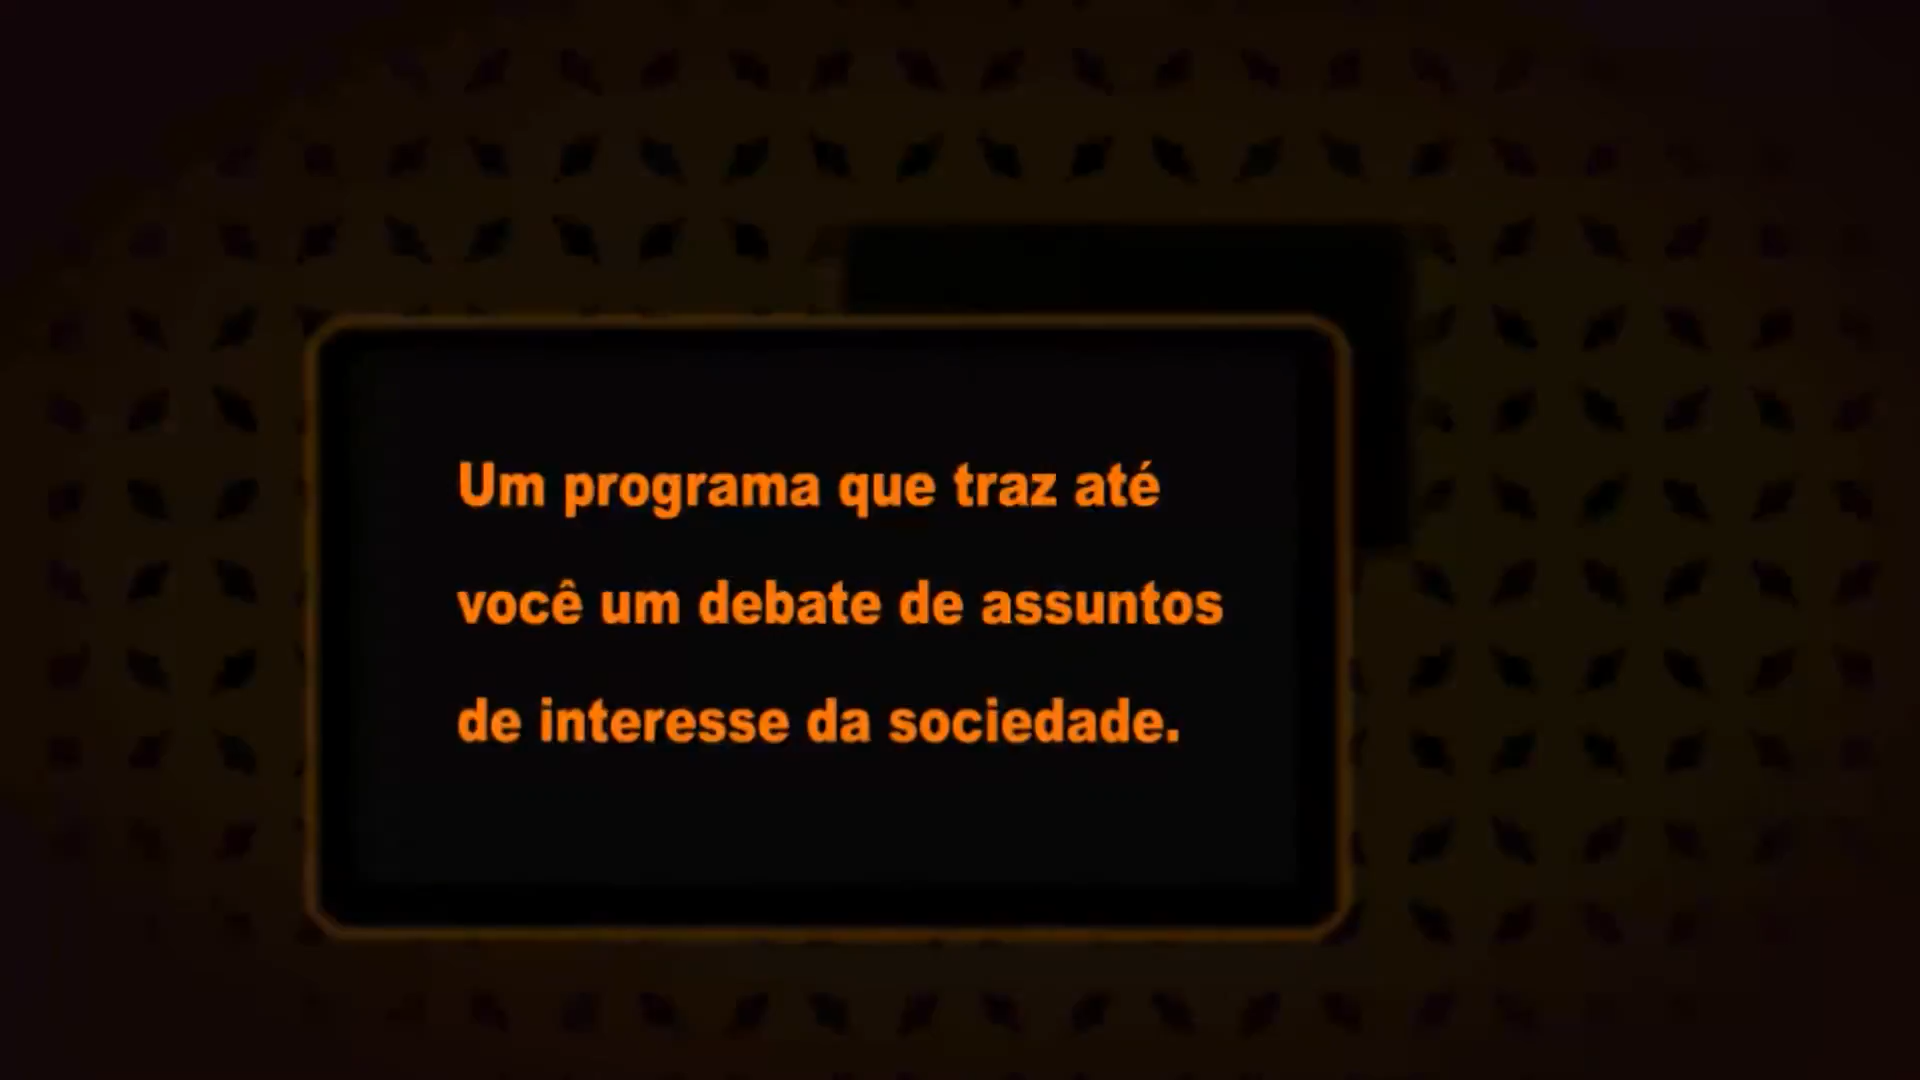 Um programa que traz até
você um debate de assuntos
de interesse da sociedade.